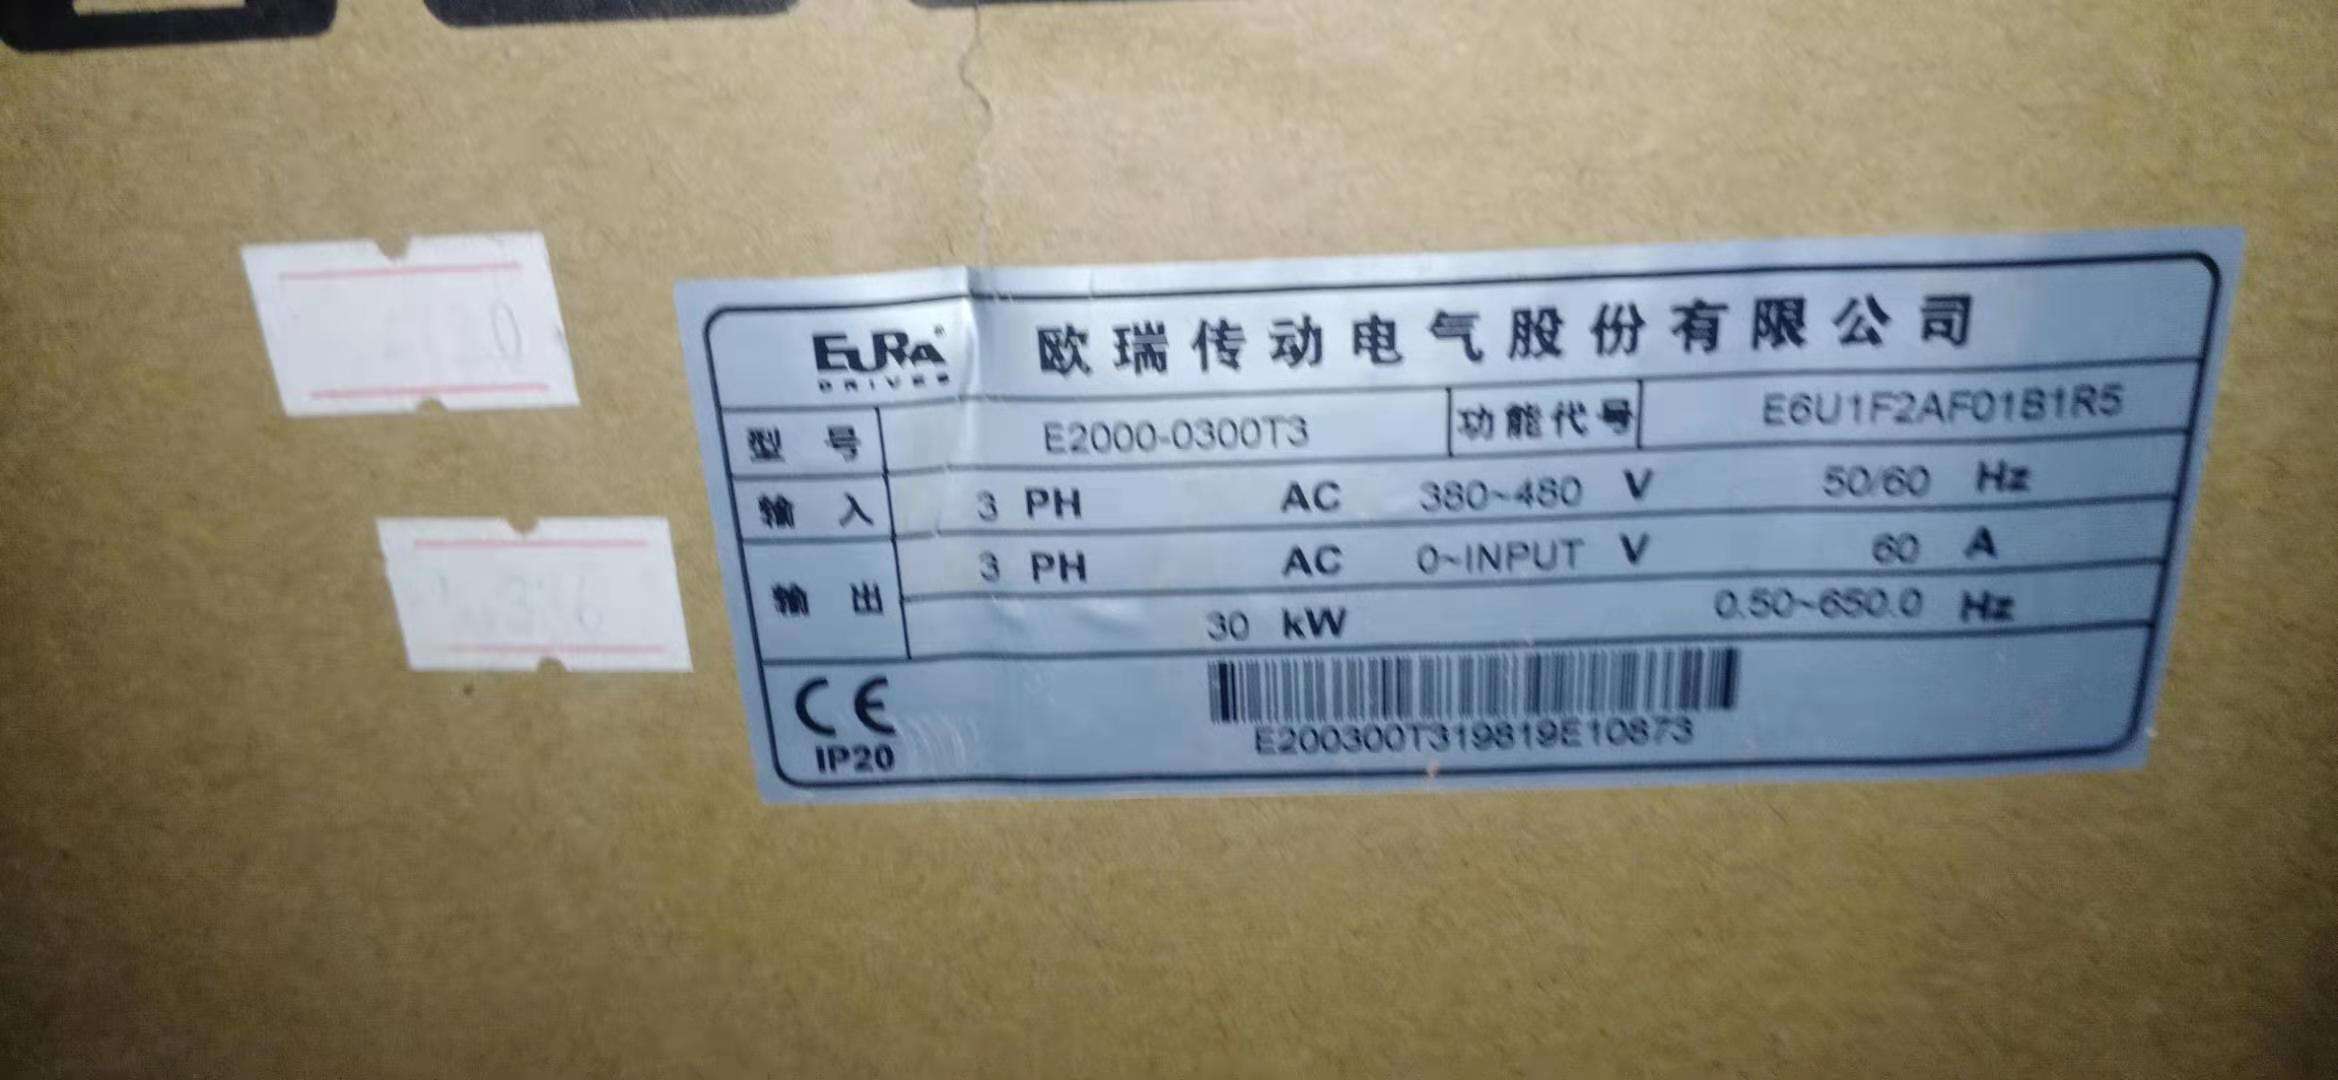 EURA® 欧瑞传动电气股份有限公司
DRIVES
型号 E2000-0300T3 功能代号 E6U1F2AF01B1R5
输入 3 PH AC 380~480 V 50/60 Hz
输出 3 PH AC 0~INPUT V 60 A
30 kW 0.50~650.0 Hz
CE
IP20 E200300T319819E10873